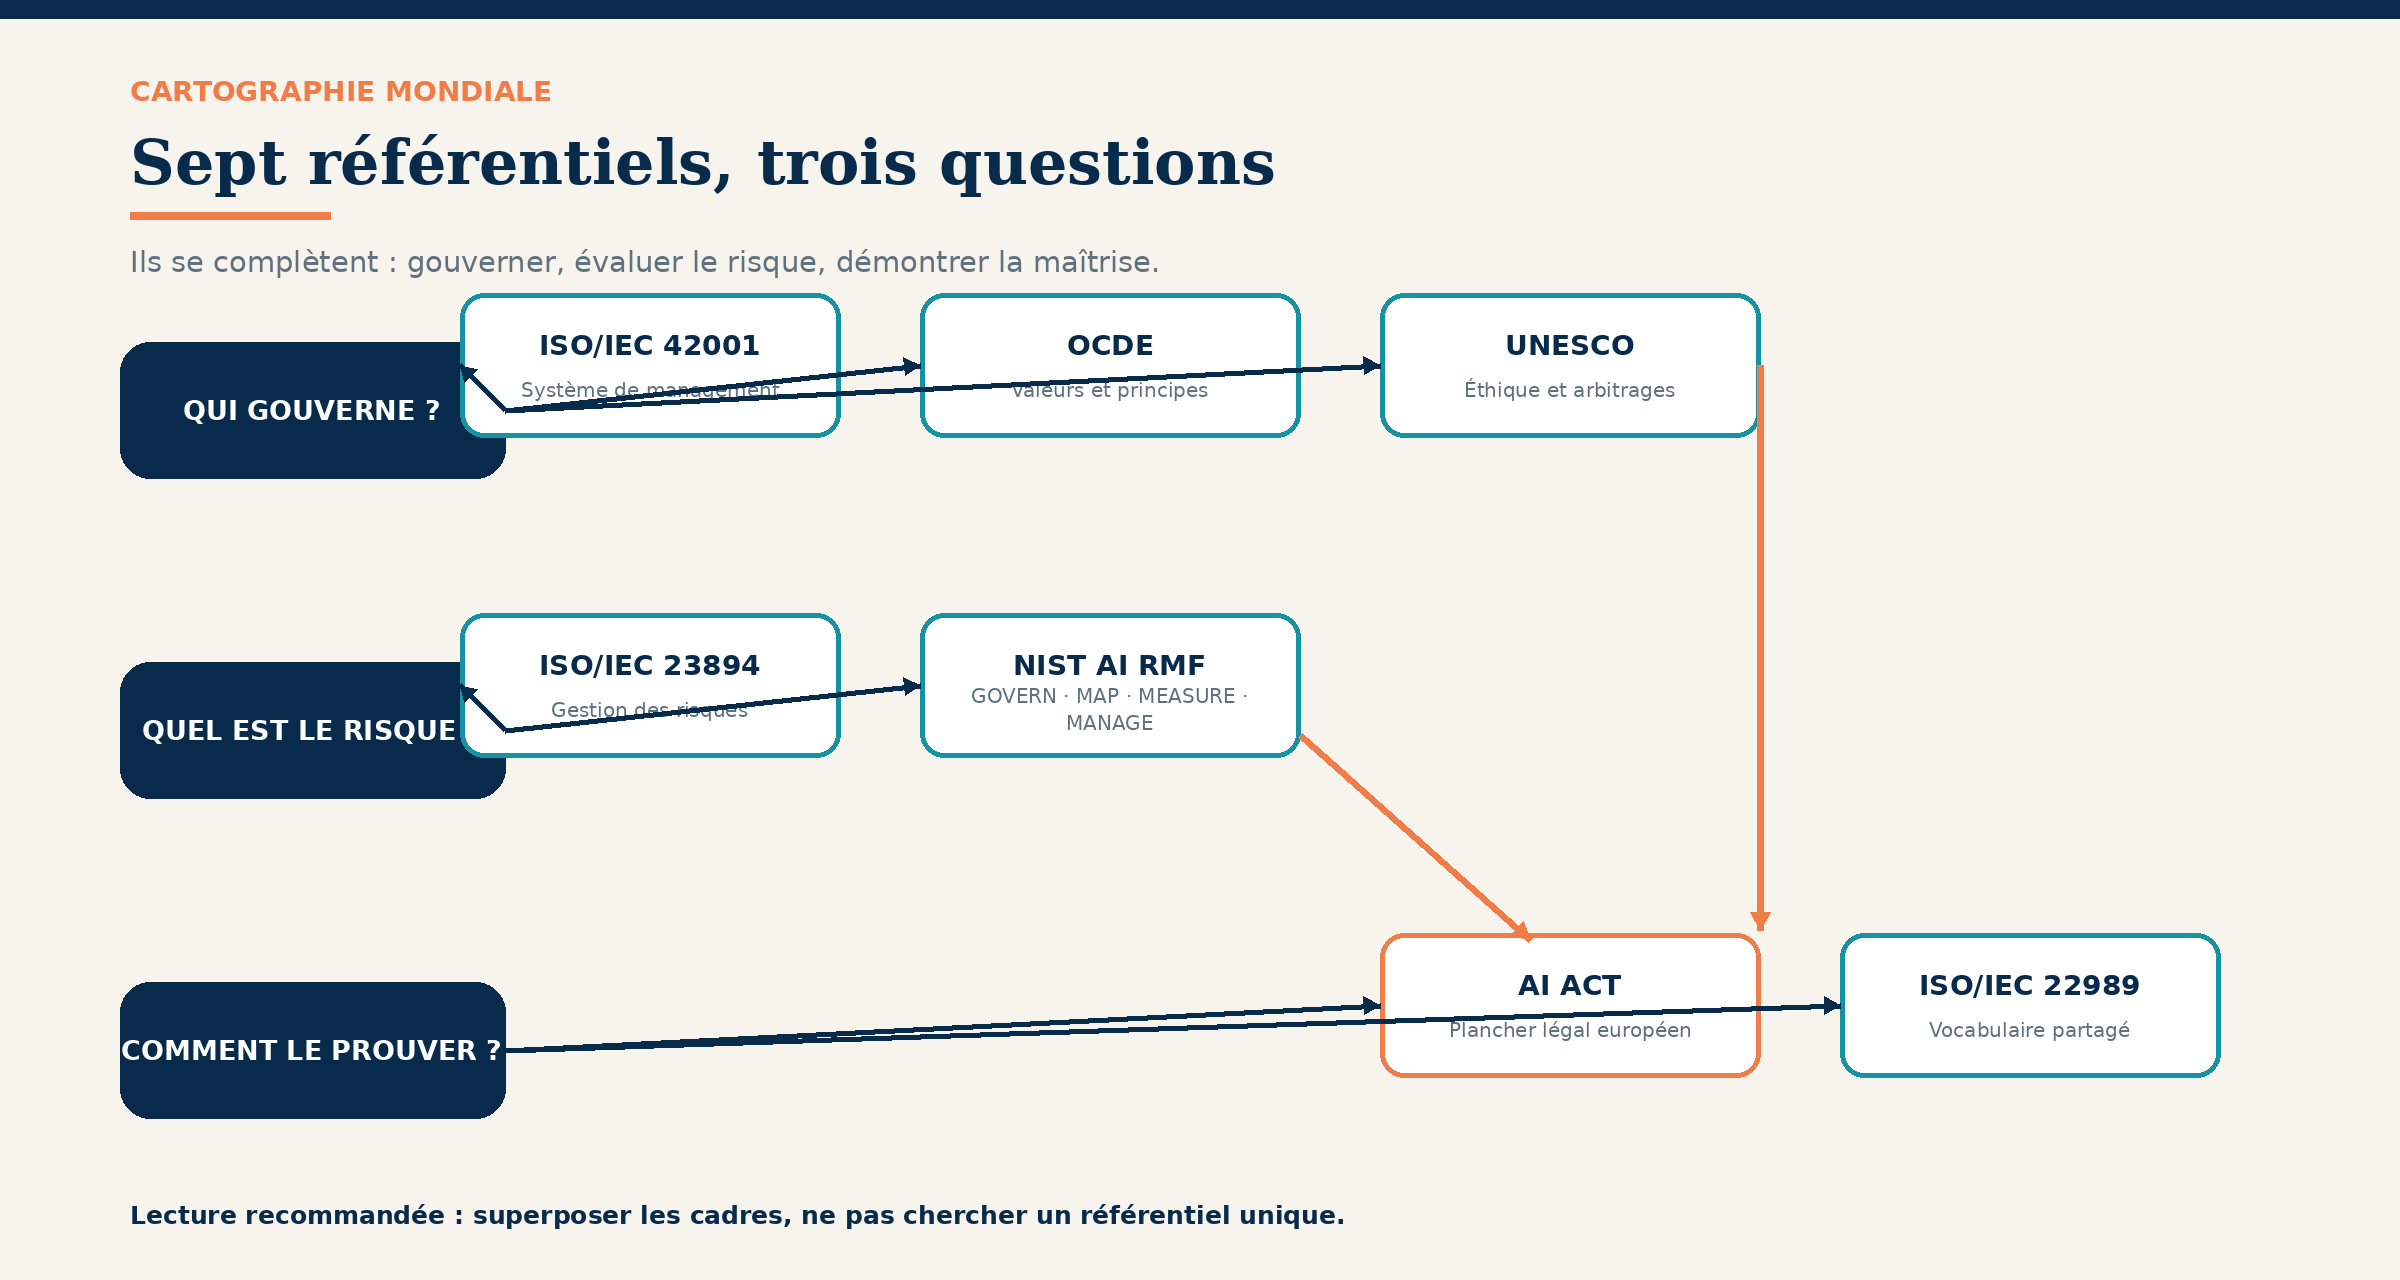 CARTOGRAPHIE MONDIALE
Sept référentiels, trois questions
Ils se complètent : gouverner, évaluer le risque, démontrer la maîtrise.
QUI GOUVERNE ?
ISO/IEC 42001
Système de management
OCDE
Valeurs et principes
UNESCO
Éthique et arbitrages
QUEL EST LE RISQUE
ISO/IEC 23894
Gestion des risques
NIST AI RMF
GOVERN · MAP · MEASURE ·
MANAGE
COMMENT LE PROUVER ?
AI ACT
Plancher légal européen
ISO/IEC 22989
Vocabulaire partagé
Lecture recommandée : superposer les cadres, ne pas chercher un référentiel unique.